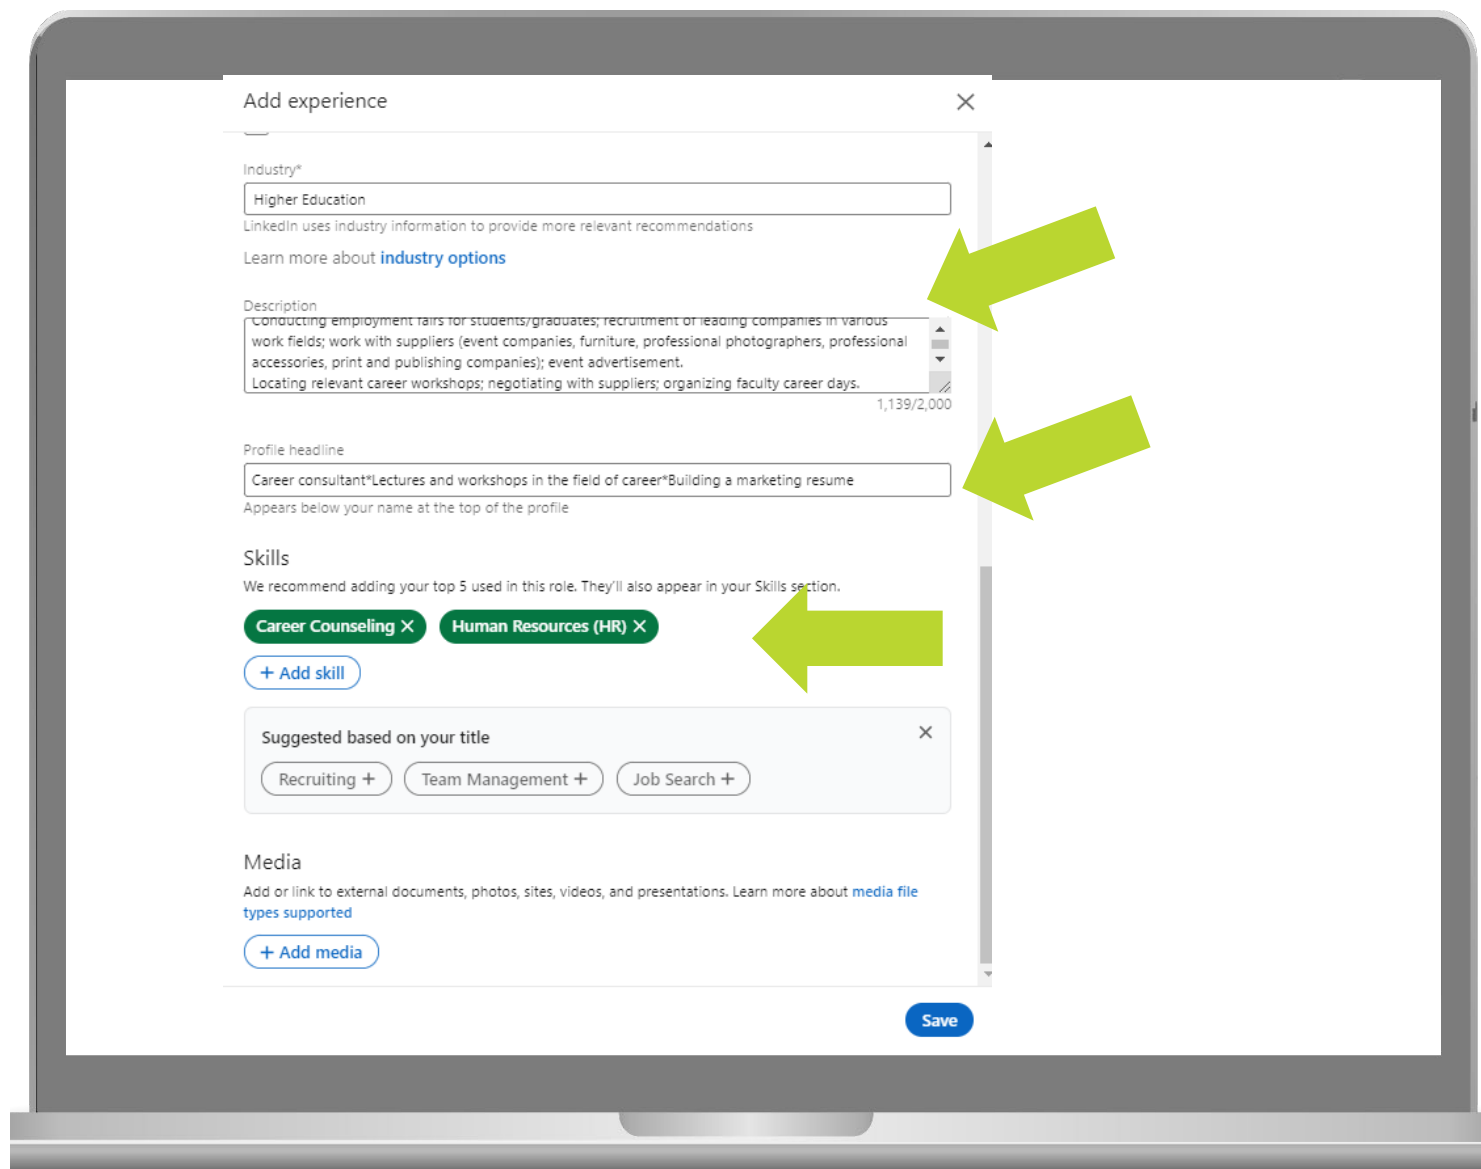 Add experience
Industry*
Higher Education
LinkedIn uses industry information to provide more relevant recommendations
Learn more about industry options
Description
Conducting employment fairs for students/graduates; recruitment of leading companies in various
work fields; work with suppliers (event companies, furniture, professional photographers, professional
accessories, print and publishing companies); event advertisement.
Locating relevant career workshops; negotiating with suppliers; organizing faculty career days.
1,139/2,000
Profile headline
Career consultant*Lectures and workshops in the field of career*Building a marketing resume
Appears below your name at the top of the profile
Skills
We recommend adding your top 5 used in this role. They'll also appear in your Skills section.
Career Counseling ✕ Human Resources (HR) ✕
+ Add skill
Suggested based on your title
Recruiting + Team Management + Job Search +
Media
Add or link to external documents, photos, sites, videos, and presentations. Learn more about media file
types supported
+ Add media
Save